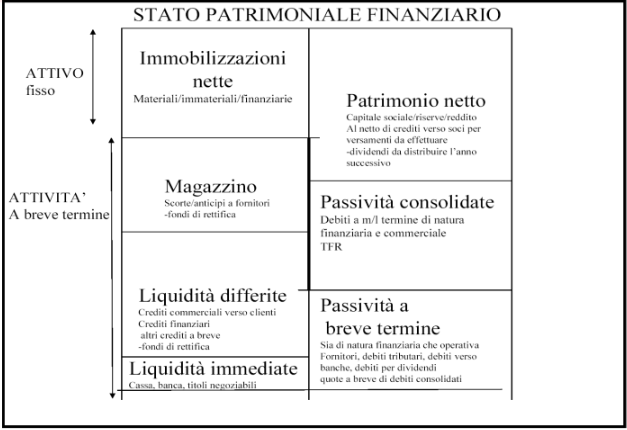 STATO PATRIMONIALE FINANZIARIO
ATTIVO
fisso
Immobilizzazioni
nette
Materiali/immateriali/finanziarie
ATTIVITA'
A breve termine
Magazzino
Scorte/anticipi a fornitori
-fondi di rettifica
Liquidità differite
Crediti commerciali verso clienti
Crediti finanziari
altri crediti a breve
-fondi di rettifica
Liquidità immediate
Cassa, banca, titoli negoziabili
Patrimonio netto
Capitale sociale/riserve/reddito
Al netto di crediti verso soci per
versamenti da effettuare
-dividendi da distribuire l'anno
successivo
Passività consolidate
Debiti a m/l termine di natura
finanziaria e commerciale
TFR
Passività a
breve termine
Sia di natura finanziaria che operativa
Fornitori, debiti tributari, debiti verso
banche, debiti per dividendi
quote a breve di debiti consolidati